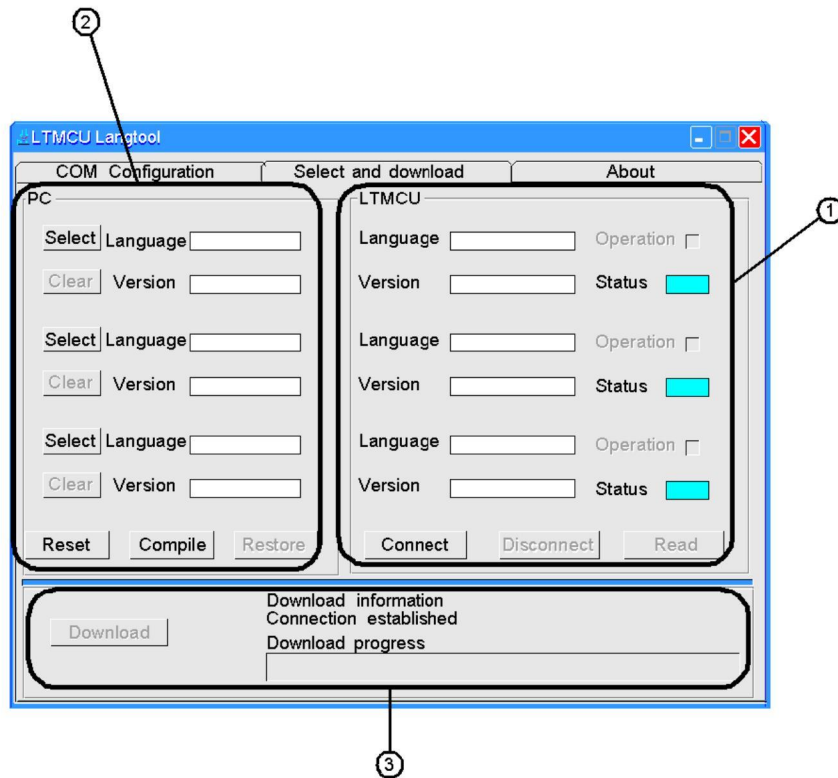 2
LTMCU Langtool
COM Configuration Select and download About
PC
Select Language
Clear Version
Select Language
Clear Version
Select Language
Clear Version
Reset Compile Restore
LTMCU
Language Operation
Version Status
Language Operation
Version Status
Language Operation
Version Status
Connect Disconnect Read
1
Download
Download information
Connection established
Download progress
3